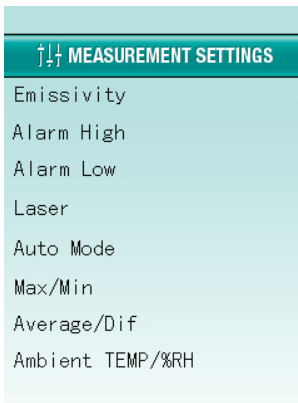 MEASUREMENT SETTINGS
Emissivity
Alarm High
Alarm Low
Laser
Auto Mode
Max/Min
Average/Dif
Ambient TEMP/%RH